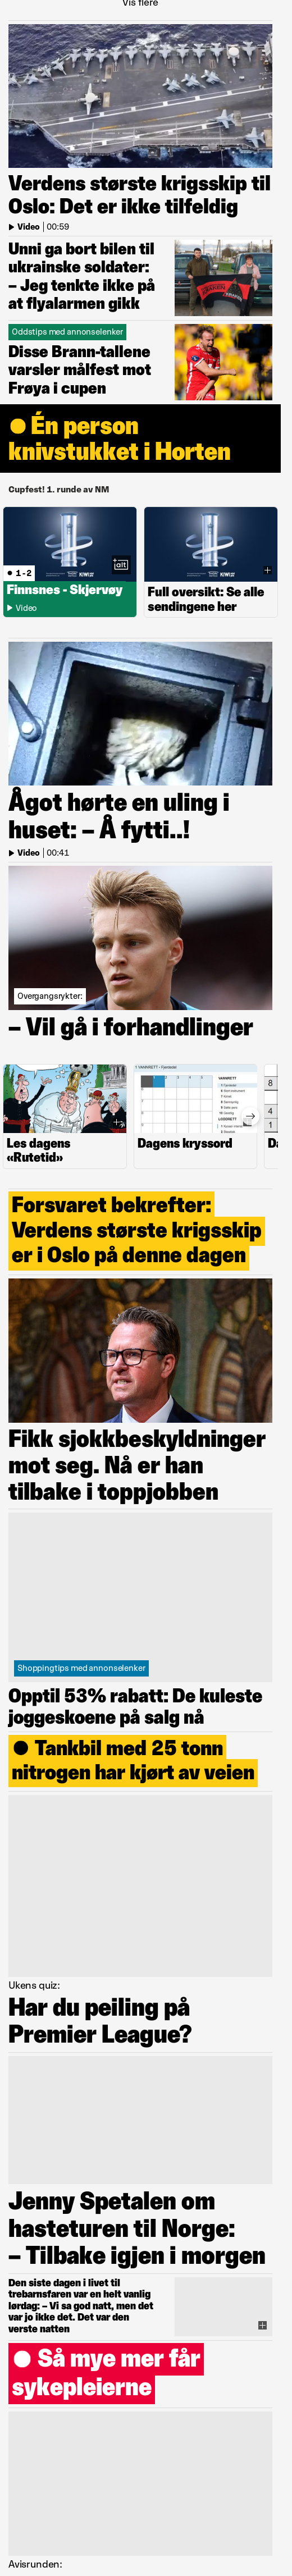 Vis flere
Verdens største krigsskip til
Oslo: Det er ikke tilfeldig
Video | 00:59
Unni ga bort bilen til
ukrainske soldater:
– Jeg tenkte ikke på
at flyalarmen gikk
Oddstips med annonselenker
Disse Brann-tallene
varsler målfest mot
Frøya i cupen
Én person
knivstukket i Horten
Cupfest! 1. runde av NM
1 - 2
+alt
Finnsnes - Skjervøy
Video
Full oversikt: Se alle
sendingene her
Ågot hørte en uling i
huset: – Å fytti..!
Video | 00:41
Overgangsrykter:
– Vil gå i forhandlinger
Les dagens
«Rutetid»
Dagens kryssord
Forsvaret bekrefter:
Verdens største krigsskip
er i Oslo på denne dagen
Fikk sjokkbeskyldninger
mot seg. Nå er han
tilbake i toppjobben
Shoppingtips med annonselenker
Opptil 53% rabatt: De kuleste
joggeskoene på salg nå
Tankbil med 25 tonn
nitrogen har kjørt av veien
Ukens quiz:
Har du peiling på
Premier League?
Jenny Spetalen om
hasteturen til Norge:
– Tilbake igjen i morgen
Den siste dagen i livet til
trebarnsfaren var en helt vanlig
lørdag: – Vi sa god natt, men det
var jo ikke det. Det var den
verste natten
Så mye mer får
sykepleierne
Avisrunden: